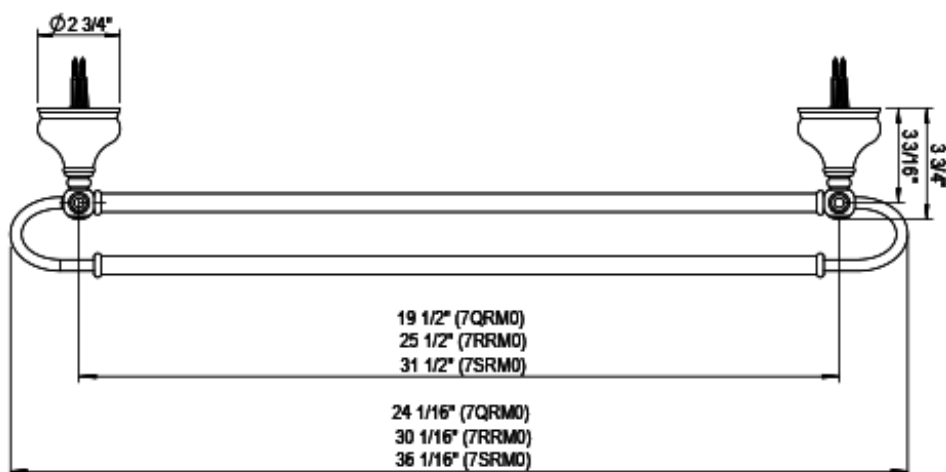 Ø2 3/4"
3 3/16"
3 3/4"
19 1/2" (7QRM0)
25 1/2" (7RRM0)
31 1/2" (7SRM0)
24 1/16" (7QRM0)
30 1/16" (7RRM0)
36 1/16" (7SRM0)